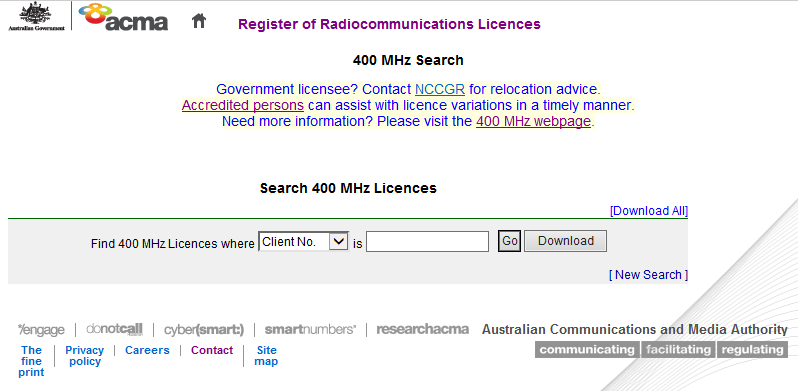 Australian Government
acma
Register of Radiocommunications Licences
400 MHz Search
Government licensee? Contact NCCGR for relocation advice.
Accredited persons can assist with licence variations in a timely manner.
Need more information? Please visit the 400 MHz webpage.
Search 400 MHz Licences
[Download All]
Find 400 MHz Licences where Client No. is Go Download
[ New Search ]
engage | donotcall | cyber(smart:) | smartnumbers | researchacma Australian Communications and Media Authority
communicating | facilitating | regulating
The fine print | Privacy policy | Careers | Contact | Site map